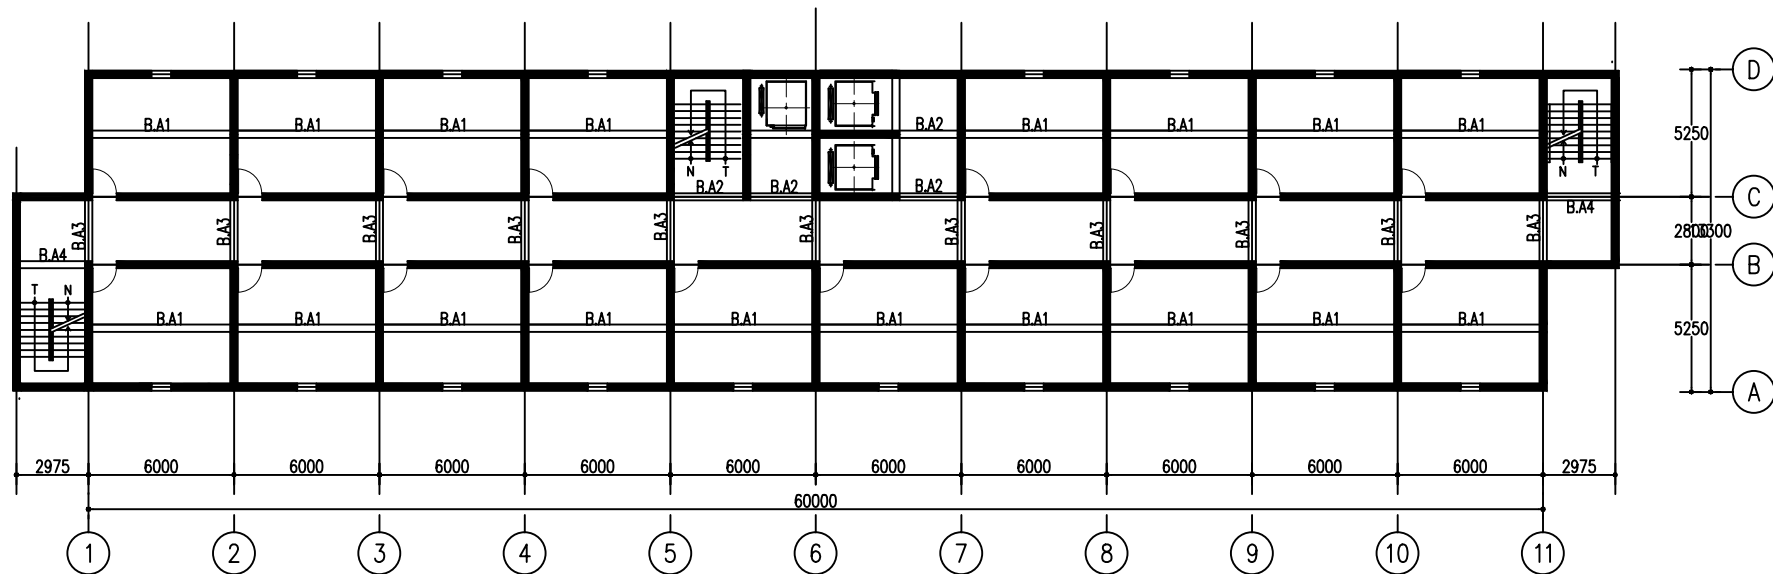 D
B.A1 B.A1 B.A1 B.A1 B.A2 B.A1 B.A1 B.A1 B.A1
5250
N T N T
B.A2 B.A2 B.A2
C
B.A4
B.A3 B.A3 B.A3 B.A3 B.A3 B.A3 B.A3 B.A3 B.A3 B.A3 B.A3
2800 13300
B.A4
B
T N
B.A1 B.A1 B.A1 B.A1 B.A1 B.A1 B.A1 B.A1 B.A1 B.A1
5250
A
2975 6000 6000 6000 6000 6000 6000 6000 6000 6000 6000 2975
60000
1 2 3 4 5 6 7 8 9 10 11